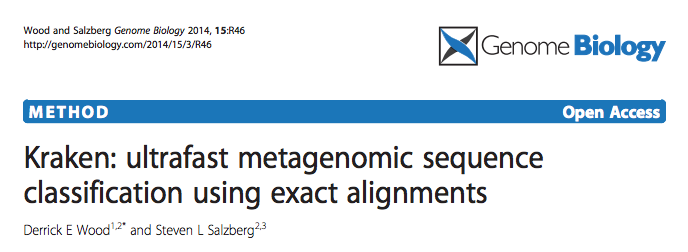 Wood and Salzberg Genome Biology 2014, 15:R46
http://genomebiology.com/2014/15/3/R46
Genome Biology
METHOD Open Access
Kraken: ultrafast metagenomic sequence
classification using exact alignments
Derrick E Wood1,2* and Steven L Salzberg2,3